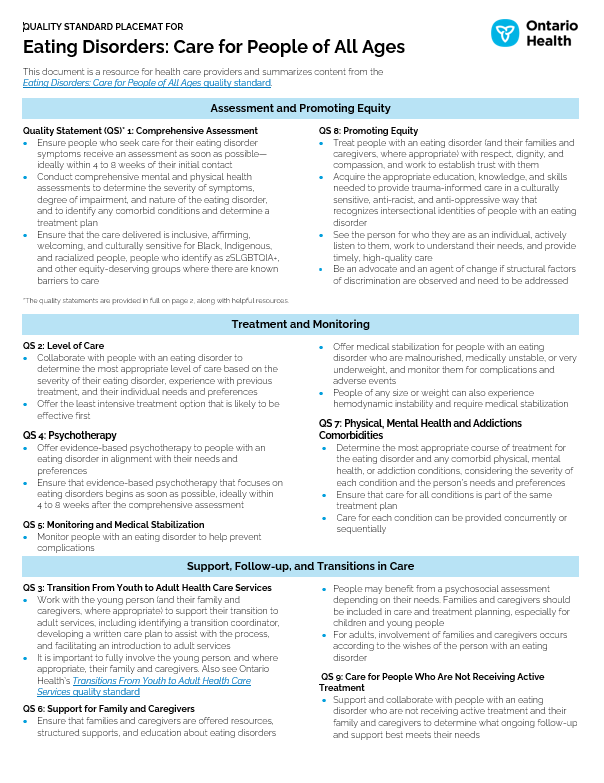 QUALITY STANDARD PLACEMAT FOR
Eating Disorders: Care for People of All Ages
Ontario
Health
This document is a resource for health care providers and summarizes content from the
Eating Disorders: Care for People of All Ages quality standard.
Assessment and Promoting Equity
Quality Statement (QS)* 1: Comprehensive Assessment
• Ensure people who seek care for their eating disorder
symptoms receive an assessment as soon as possible—
ideally within 4 to 8 weeks of their initial contact
• Conduct comprehensive mental and physical health
assessments to determine the severity of symptoms,
degree of impairment, and nature of the eating disorder,
and to identify any comorbid conditions and determine a
treatment plan
• Ensure that the care delivered is inclusive, affirming,
welcoming, and culturally sensitive for Black, Indigenous,
and racialized people, people who identify as 2SLGBTQIA+,
and other equity-deserving groups where there are known
barriers to care
QS 8: Promoting Equity
• Treat people with an eating disorder (and their families and
caregivers, where appropriate) with respect, dignity, and
compassion, and work to establish trust with them
• Acquire the appropriate education, knowledge, and skills
needed to provide trauma-informed care in a culturally
sensitive, anti-racist, and anti-oppressive way that
recognizes intersectional identities of people with an eating
disorder
• See the person for who they are as an individual, actively
listen to them, work to understand their needs, and provide
timely, high-quality care
• Be an advocate and an agent of change if structural factors
of discrimination are observed and need to be addressed
*The quality statements are provided in full on page 2, along with helpful resources.
Treatment and Monitoring
QS 2: Level of Care
• Collaborate with people with an eating disorder to
determine the most appropriate level of care based on the
severity of their eating disorder, experience with previous
treatment, and their individual needs and preferences
• Offer the least intensive treatment option that is likely to be
effective first
QS 4: Psychotherapy
• Offer evidence-based psychotherapy to people with an
eating disorder in alignment with their needs and
preferences
• Ensure that evidence-based psychotherapy that focuses on
eating disorders begins as soon as possible, ideally within
4 to 8 weeks after the comprehensive assessment
QS 5: Monitoring and Medical Stabilization
• Monitor people with an eating disorder to help prevent
complications
• Offer medical stabilization for people with an eating
disorder who are malnourished, medically unstable, or very
underweight, and monitor them for complications and
adverse events
• People of any size or weight can also experience
hemodynamic instability and require medical stabilization
QS 7: Physical, Mental Health and Addictions
Comorbidities
• Determine the most appropriate course of treatment for
the eating disorder and any comorbid physical, mental
health, or addiction conditions, considering the severity of
each condition and the person's needs and preferences
• Ensure that care for all conditions is part of the same
treatment plan
• Care for each condition can be provided concurrently or
sequentially
Support, Follow-up, and Transitions in Care
QS 3: Transition From Youth to Adult Health Care Services
• Work with the young person (and their family and
caregivers, where appropriate) to support their transition to
adult services, including identifying a transition coordinator,
developing a written care plan to assist with the process,
and facilitating an introduction to adult services
• It is important to fully involve the young person and where
appropriate, their family and caregivers. Also see Ontario
Health's Transitions From Youth to Adult Health Care
Services quality standard
QS 6: Support for Family and Caregivers
• Ensure that families and caregivers are offered resources,
structured supports, and education about eating disorders
• People may benefit from a psychosocial assessment
depending on their needs. Families and caregivers should
be included in care and treatment planning, especially for
children and young people
• For adults, involvement of families and caregivers occurs
according to the wishes of the person with an eating
disorder
QS 9: Care for People Who Are Not Receiving Active
Treatment
• Support and collaborate with people with an eating
disorder who are not receiving active treatment and their
family and caregivers to determine what ongoing follow-up
and support best meets their needs